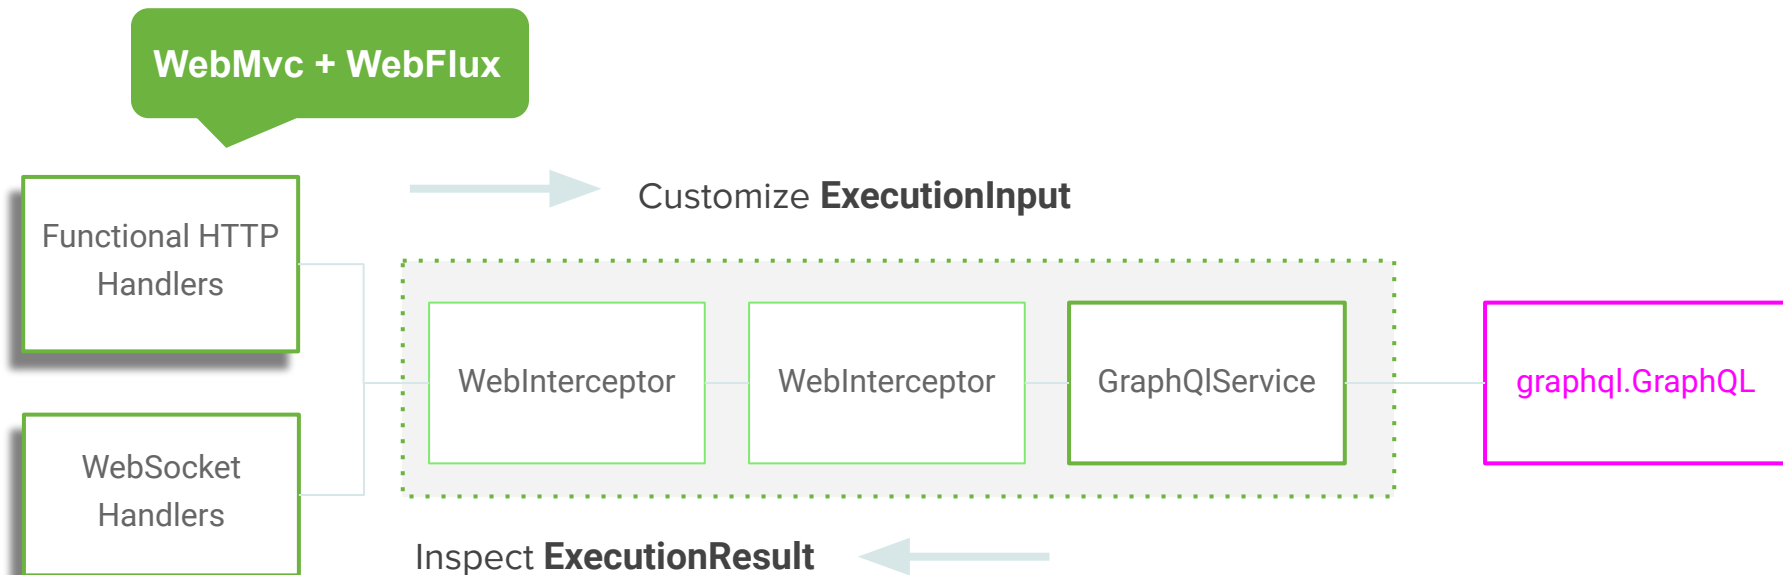 WebMvc + WebFlux
Functional HTTP
Handlers
Customize ExecutionInput
WebInterceptor
WebInterceptor
GraphQlService
graphql.GraphQL
WebSocket
Handlers
Inspect ExecutionResult